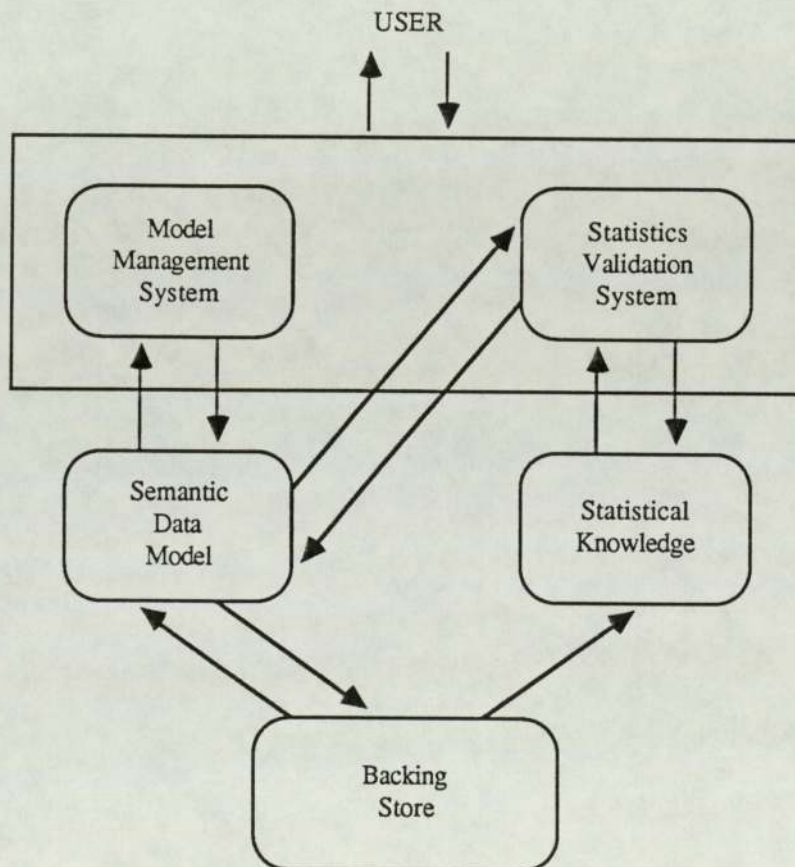 USER
Model
Management
System
Statistics
Validation
System
Semantic
Data
Model
Statistical
Knowledge
Backing
Store